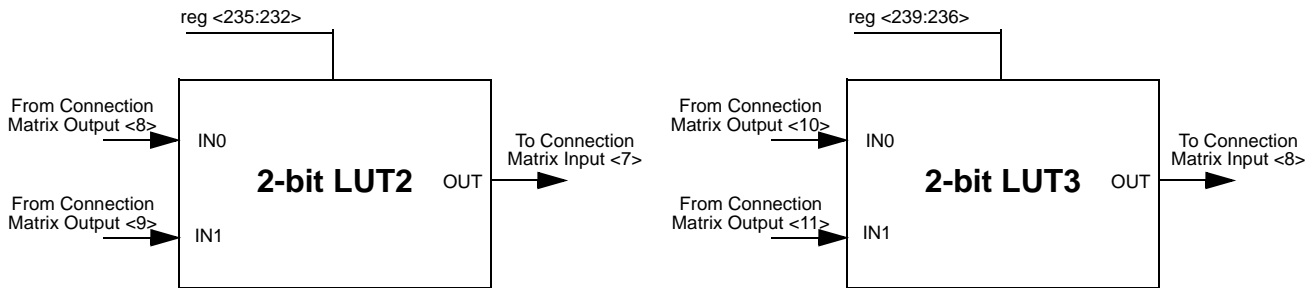 reg <235:232>
From Connection
Matrix Output <8>
IN0
2-bit LUT2
OUT
To Connection
Matrix Input <7>
From Connection
Matrix Output <9>
IN1
reg <239:236>
From Connection
Matrix Output <10>
IN0
2-bit LUT3
OUT
To Connection
Matrix Input <8>
From Connection
Matrix Output <11>
IN1